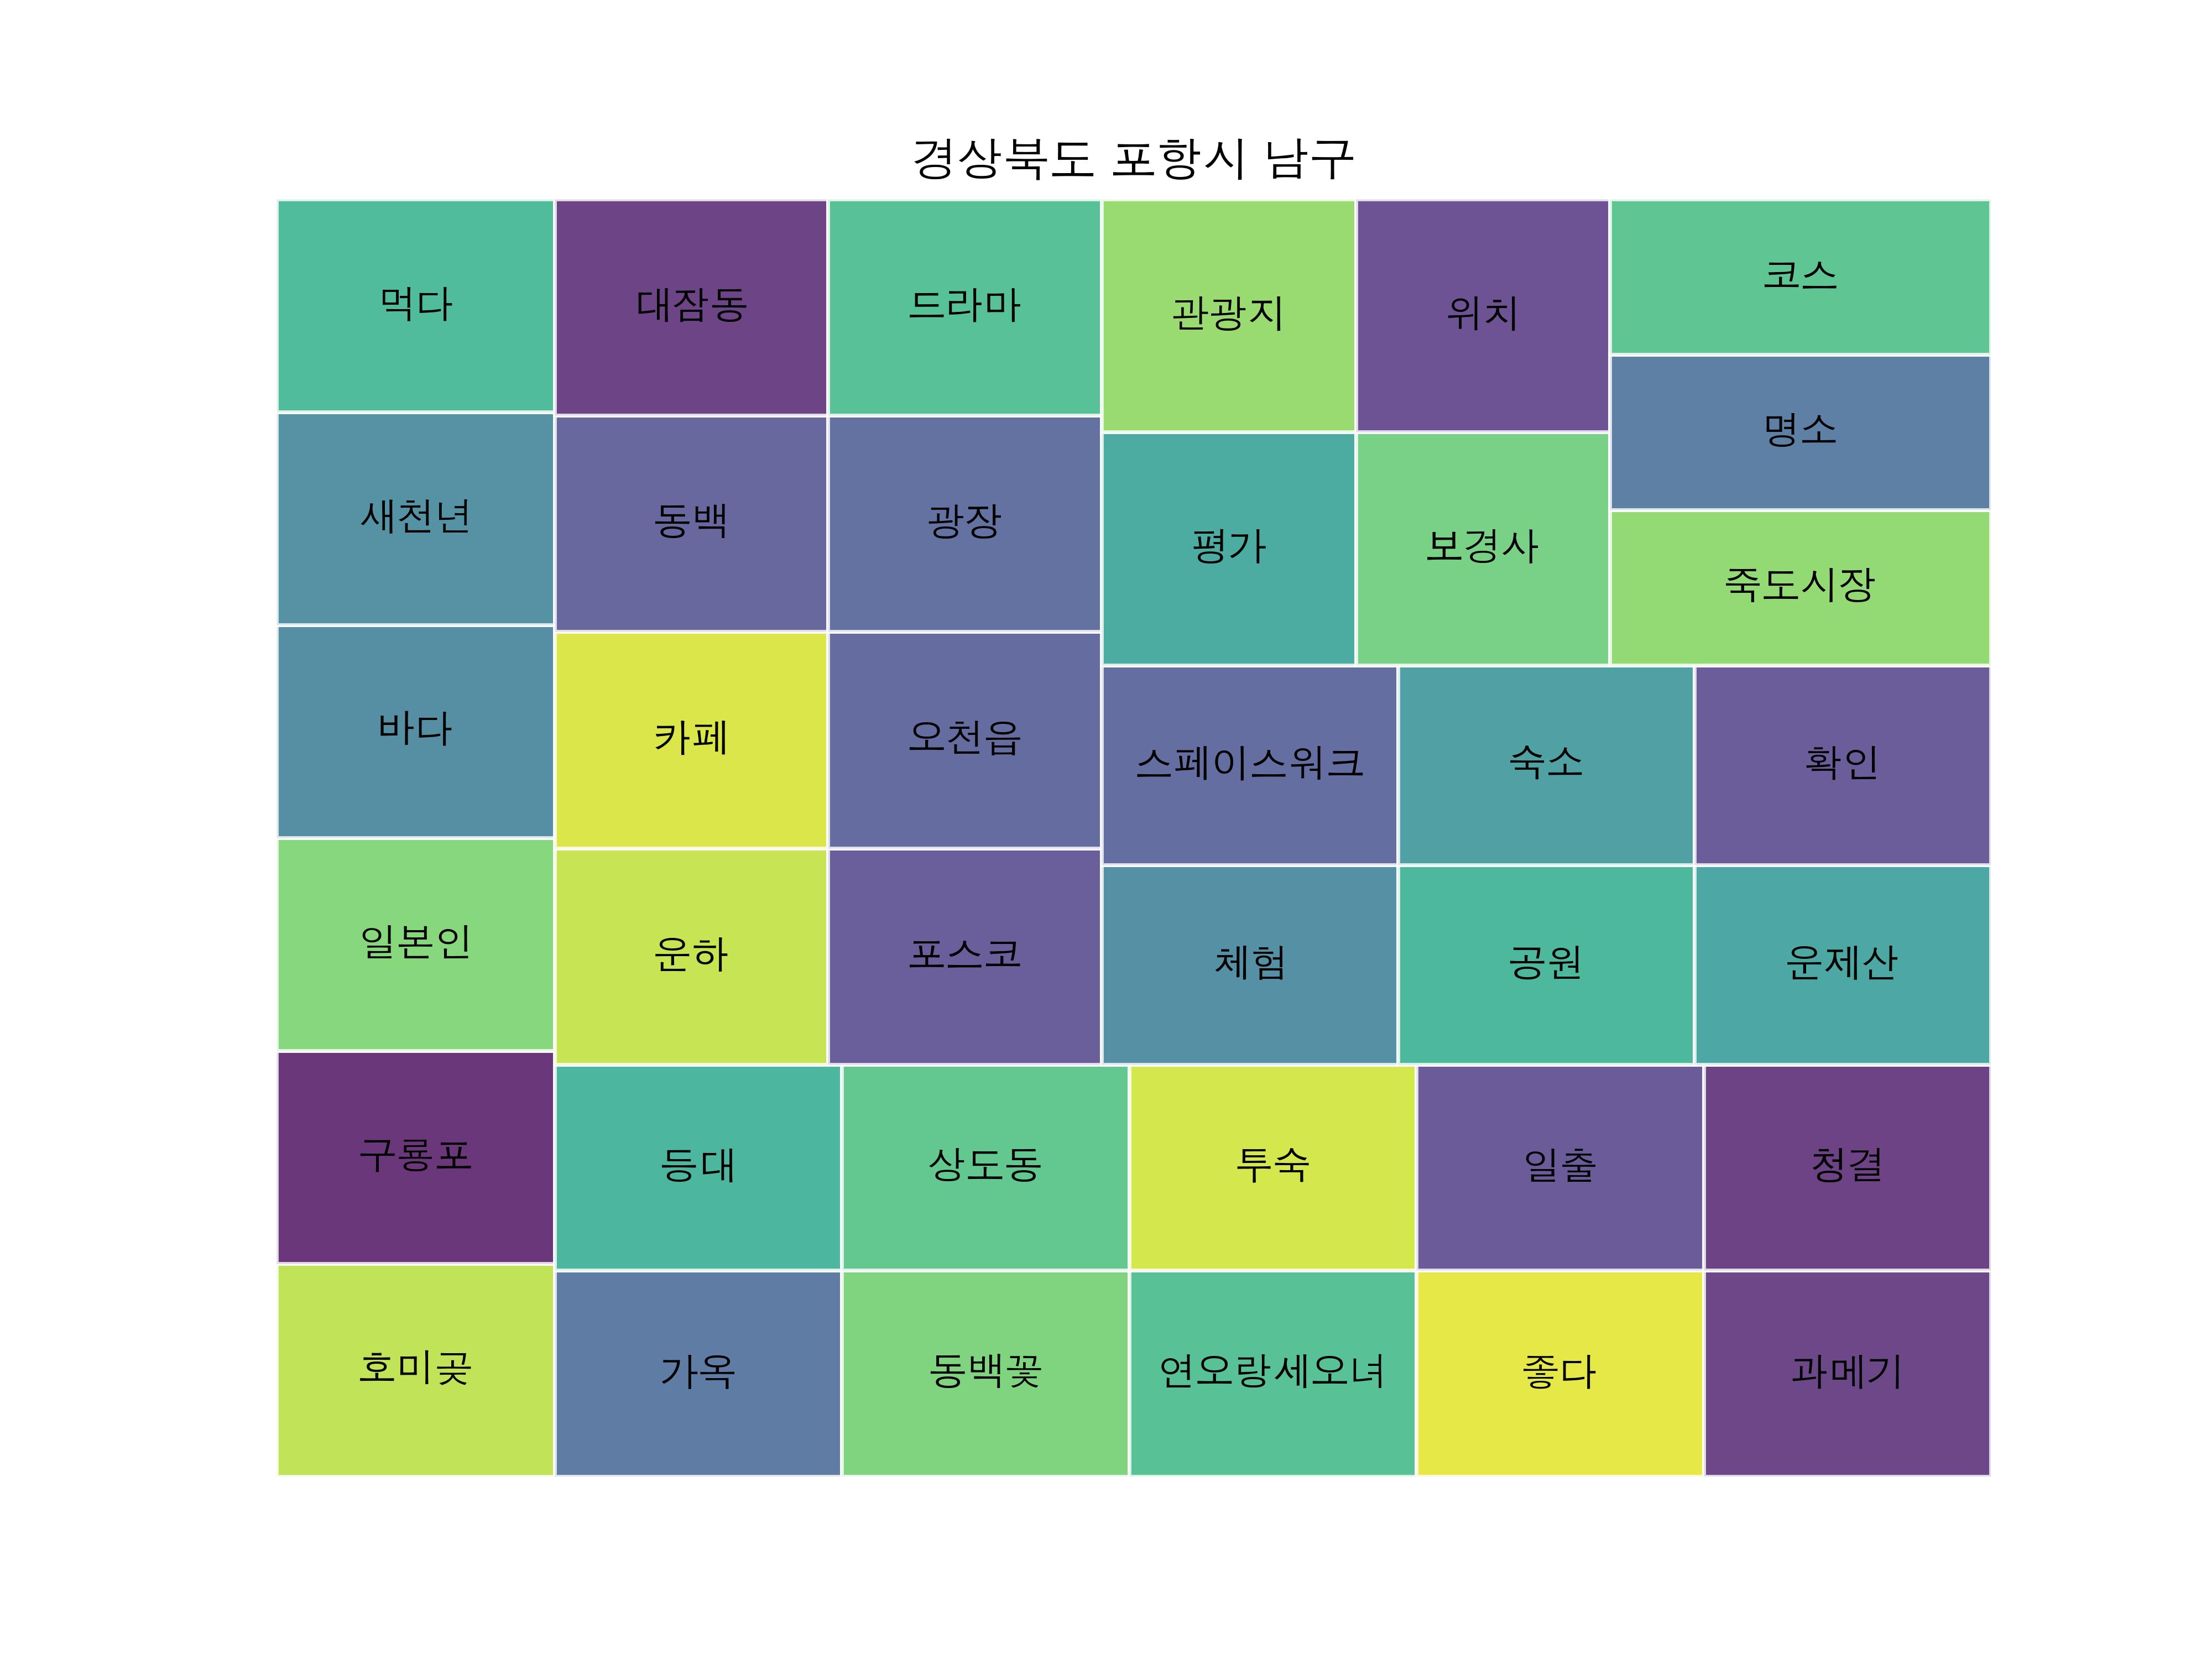 경상북도 포항시 남구
먹다
대잠동
드라마
관광지
위치
코스
명소
새천년
동백
광장
평가
보경사
죽도시장
바다
카페
오천읍
스페이스워크
숙소
확인
일본인
운하
포스코
체험
공원
운제산
구룡포
등대
상도동
투숙
일출
청결
호미곶
가옥
동백꽃
연오랑세오녀
좋다
과메기